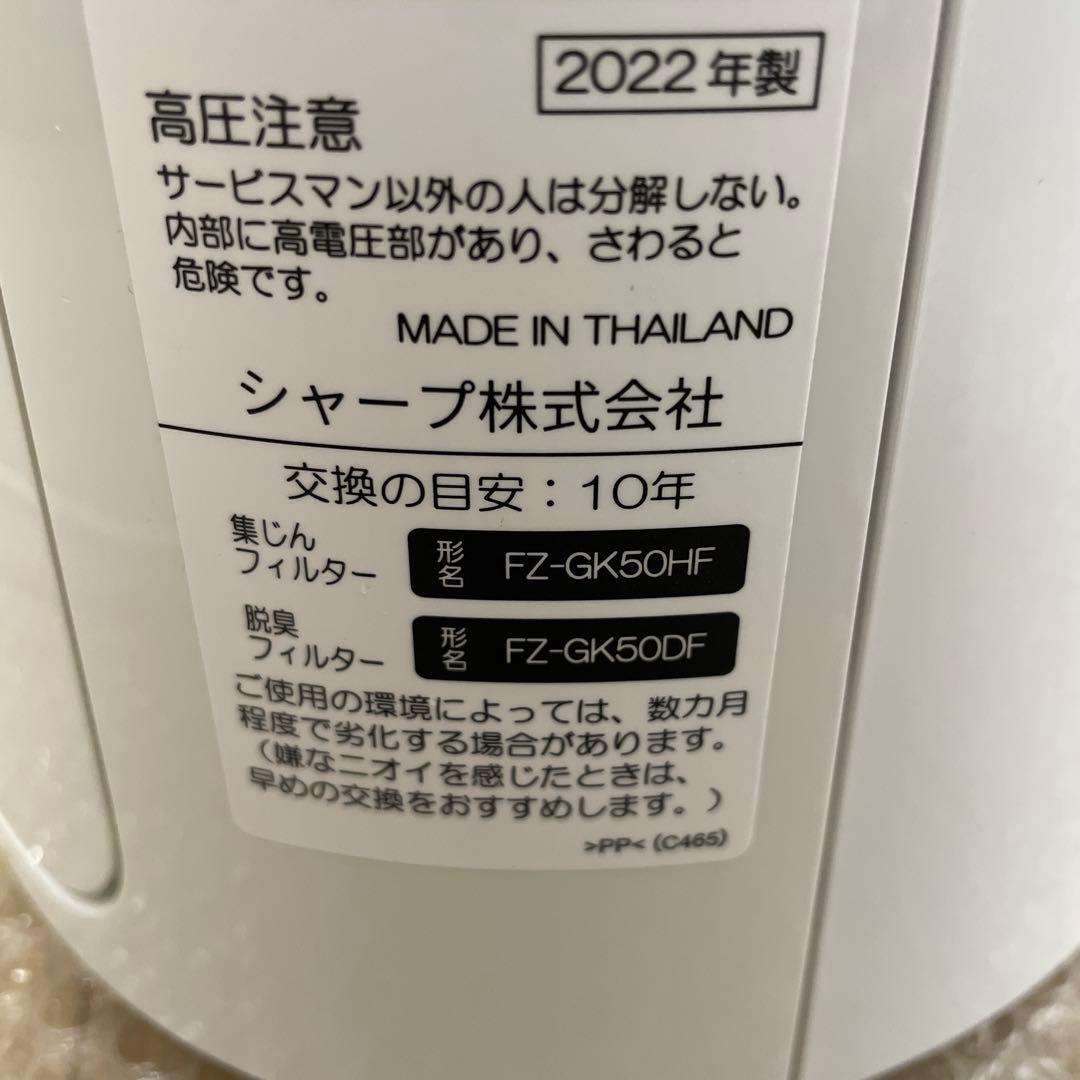 2022年製
高圧注意
サービスマン以外の人は分解しない。
内部に高電圧部があり、さわると
危険です。
MADE IN THAILAND
シャープ株式会社
交換の目安：10年
集じん
フィルター
形名 FZ-GK50HF
脱臭
フィルター
形名 FZ-GK50DF
ご使用の環境によっては、数カ月
程度で劣化する場合があります。
（嫌なニオイを感じたときは、
早めの交換をおすすめします。）
>PP< (C465)